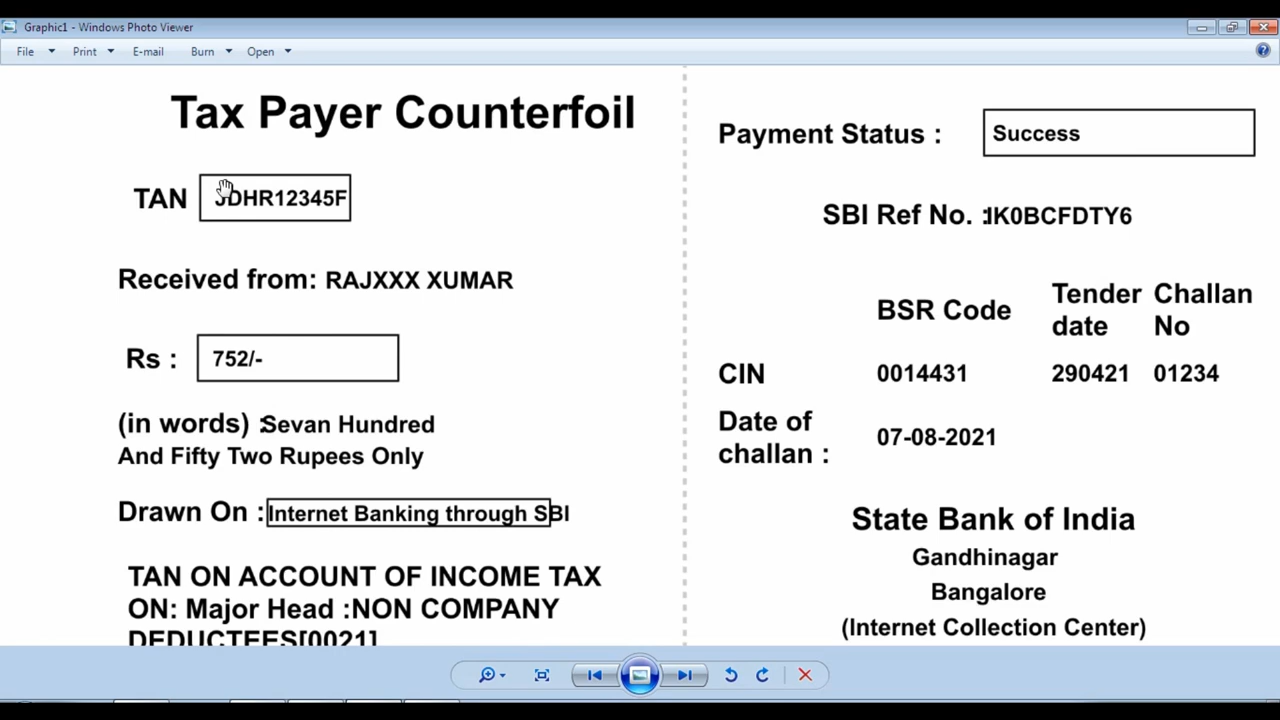 Graphic1 - Windows Photo Viewer
File Print E-mail Burn Open
Tax Payer Counterfoil
TAN JDHR12345F
Received from: RAJXXX XUMAR
Rs : 752/-
(in words) :Sevan Hundred
And Fifty Two Rupees Only
Drawn On : Internet Banking through SBI
TAN ON ACCOUNT OF INCOME TAX
ON: Major Head :NON COMPANY
DEDUCTEES[0021]
Payment Status : Success
SBI Ref No. :IK0BCFDTY6
BSR Code Tender date Challan No
CIN 0014431 290421 01234
Date of challan : 07-08-2021
State Bank of India
Gandhinagar
Bangalore
(Internet Collection Center)